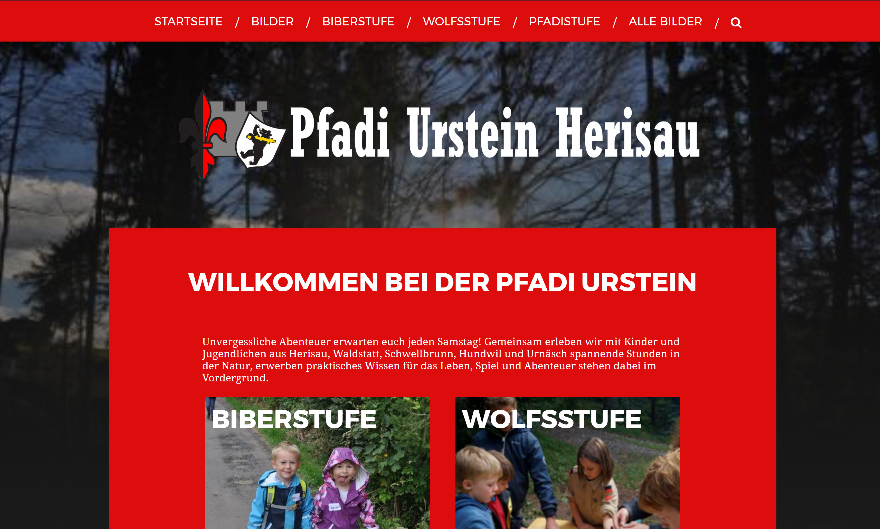 STARTSEITE / BILDER / BIBERSTUFE / WOLFSSTUFE / PFADISTUFE / ALLE BILDER /
Pfadi Urstein Herisau
WILLKOMMEN BEI DER PFADI URSTEIN
Unvergessliche Abenteuer erwarten euch jeden Samstag! Gemeinsam erleben wir mit Kinder und
Jugendlichen aus Herisau, Waldstatt, Schwellbrunn, Hundwil und Urnäsch spannende Stunden in
der Natur, erwerben praktisches Wissen für das Leben, Spiel und Abenteuer stehen dabei im
Vordergrund.
BIBERSTUFE
WOLFSSTUFE